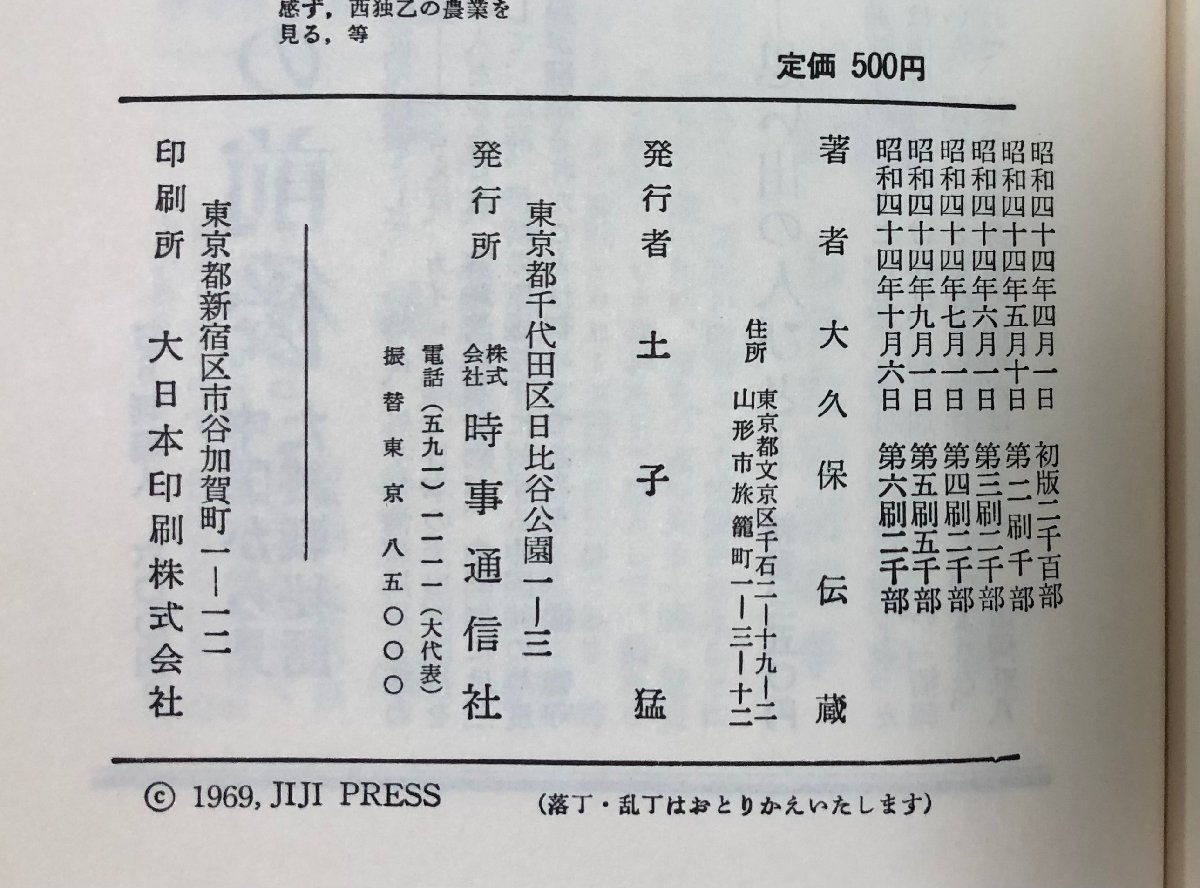 感ず，西独乙の農業を
見る，等
定価 500円
昭和四十四年四月一日 初版二千百部
昭和四十四年五月十日 第二刷千部
昭和四十四年六月一日 第三刷二千部
昭和四十四年七月一日 第四刷二千部
昭和四十四年九月一日 第五刷五千部
昭和四十四年十月六日 第六刷二千部
著者 大久保伝蔵
住所 東京都文京区千石二―十九―二
山形市旅籠町一―三―十二
発行者 土子猛
東京都千代田区日比谷公園一―三
発行所 株式会社 時事通信社
電話（五九一）一一一一（大代表）
振替東京八五〇〇〇
東京都新宿区市谷加賀町一―一二
印刷所 大日本印刷株式会社
© 1969, JIJI PRESS
（落丁・乱丁はおとりかえいたします）